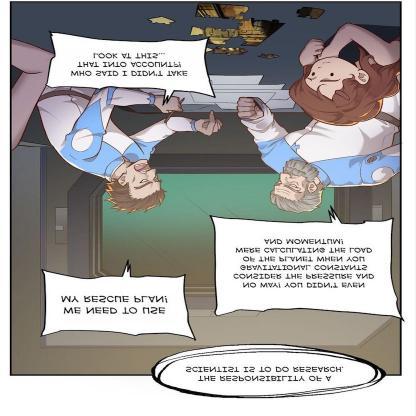 THE RESPONSIBILITY OF A
SCIENTIST IS TO DO RESEARCH.
WE NEED TO USE
MY RESCUE PLAN!
NO WAY! YOU DIDN'T EVEN
CONSIDER THE PRESSURE AND
GRAVITATIONAL CONSTANTS
OF THE PLANET WHEN YOU
WERE CALCULATING THE LOAD
AND MOMENTUM!
WHO SAID I DIDN'T TAKE
THAT INTO ACCOUNT?!
LOOK AT THIS...